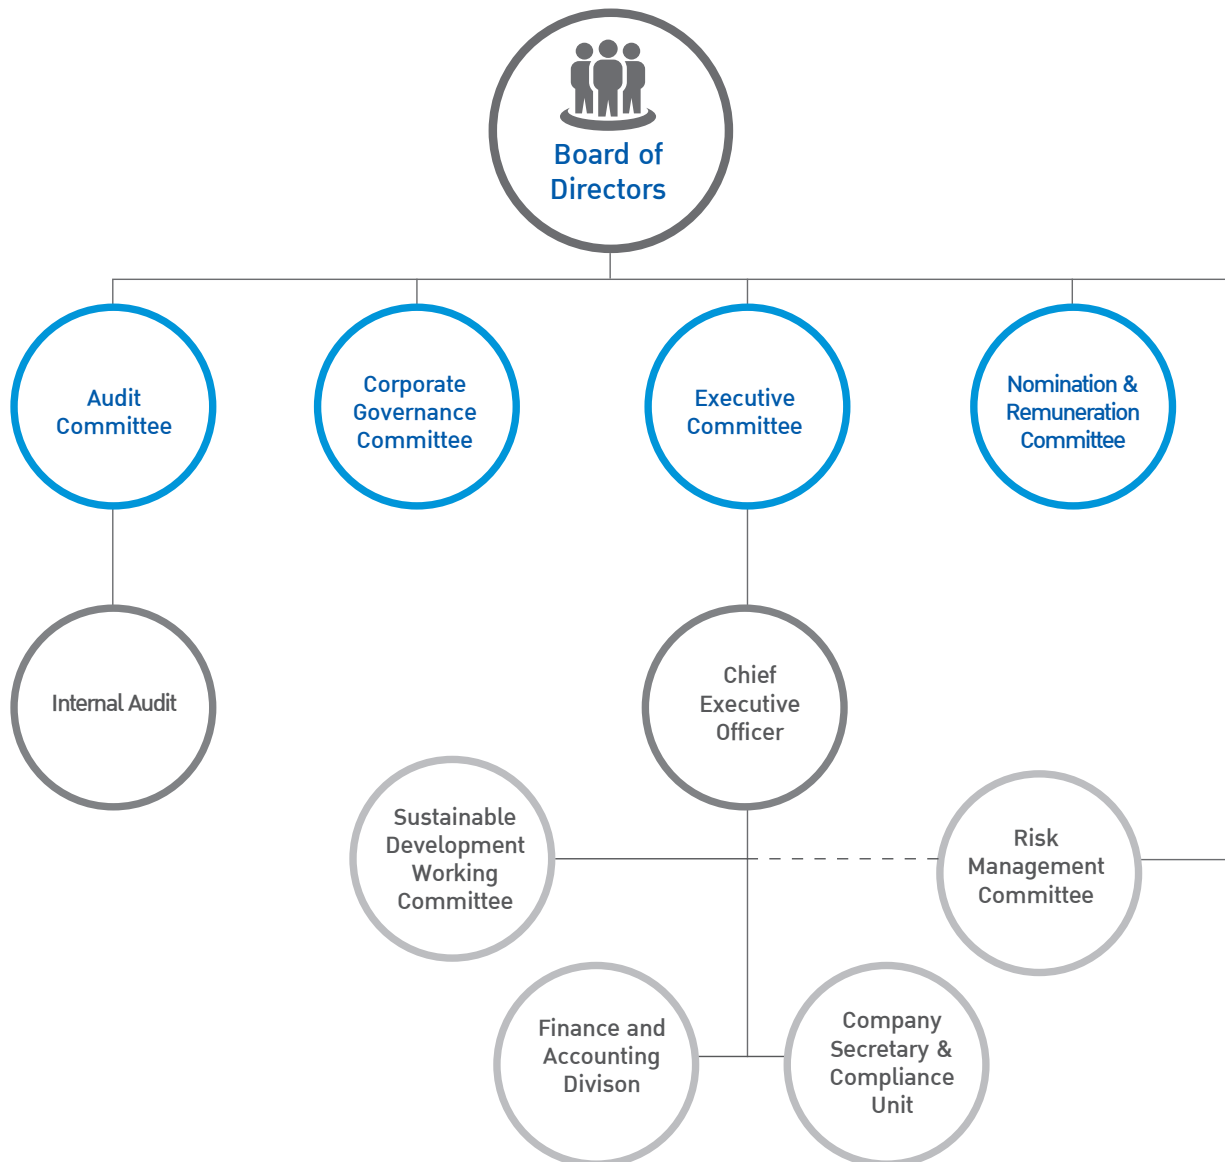 Board of
Directors
Audit
Committee
Corporate
Governance
Committee
Executive
Committee
Nomination &
Remuneration
Committee
Internal Audit
Chief
Executive
Officer
Sustainable
Development
Working
Committee
Risk
Management
Committee
Finance and
Accounting
Divison
Company
Secretary &
Compliance
Unit